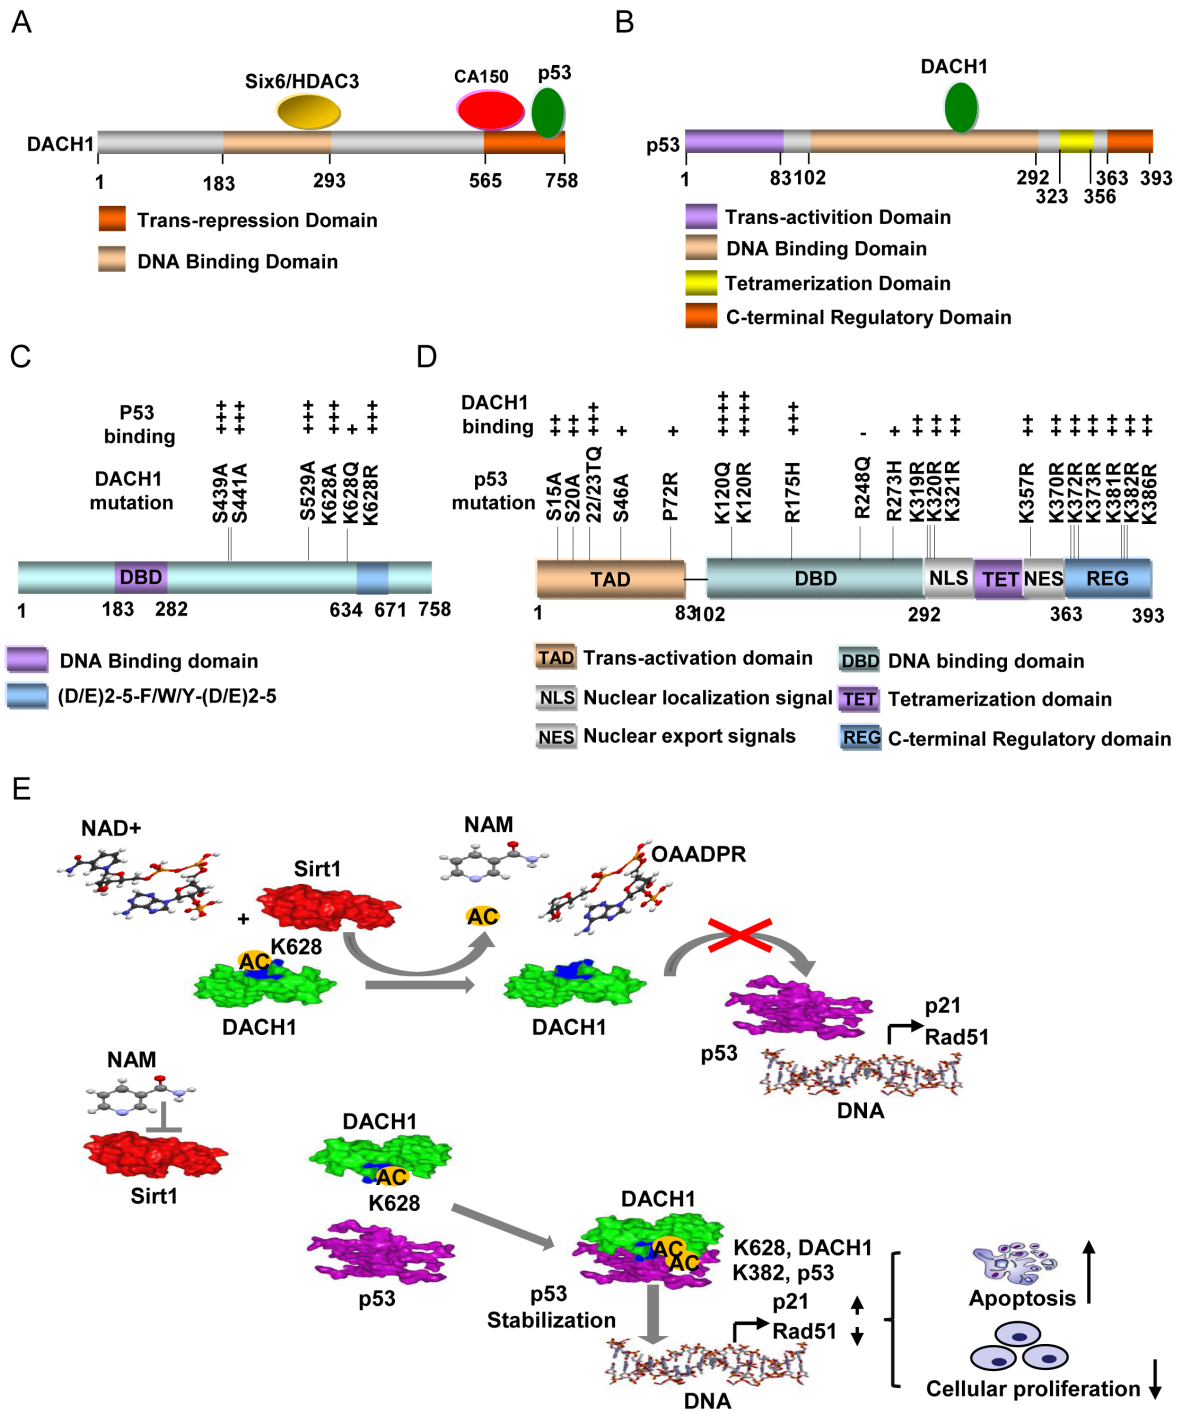 A
Six6/HDAC3
CA150
p53
DACH1
1
183
293
565
758
Trans-repression Domain
DNA Binding Domain
B
DACH1
p53
1
83
102
292
323
356
363
393
Trans-activition Domain
DNA Binding Domain
Tetramerization Domain
C-terminal Regulatory Domain
C
P53
binding
+++
+++
+++
+++
+
+++
DACH1
mutation
S439A
S441A
S529A
K628A
K628Q
K628R
DBD
1
183
282
634
671
758
DNA Binding domain
(D/E)2-5-F/W/Y-(D/E)2-5
D
DACH1
binding
++
++
+++
+
+
++++
++++
+++
-
+
++
++
++
++
++
++
++
++
++
++
p53
mutation
S15A
S20A
22/23TQ
S46A
P72R
K120Q
K120R
R175H
R248Q
R273H
K319R
K320R
K321R
K357R
K370R
K372R
K373R
K381R
K382R
K386R
TAD
DBD
NLS
TET
NES
REG
1
83
102
292
363
393
TAD Trans-activation domain
DBD DNA binding domain
NLS Nuclear localization signal
TET Tetramerization domain
NES Nuclear export signals
REG C-terminal Regulatory domain
E
NAD+
Sirt1
+
NAM
OAADPR
AC
K628
AC
DACH1
DACH1
p53
p21
Rad51
DNA
NAM
Sirt1
DACH1
AC
K628
p53
DACH1
AC
AC
K628, DACH1
K382, p53
p53
Stabilization
p21
Rad51
DNA
Apoptosis
Cellular proliferation